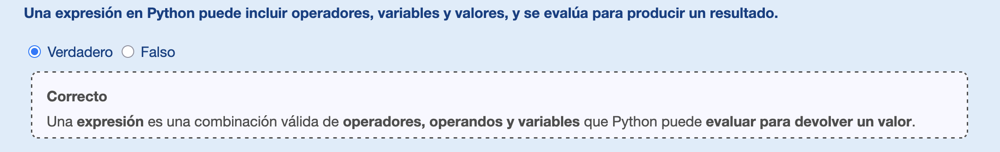 Una expresión en Python puede incluir operadores, variables y valores, y se evalúa para producir un resultado.
Verdadero Falso
Correcto
Una expresión es una combinación válida de operadores, operandos y variables que Python puede evaluar para devolver un valor.